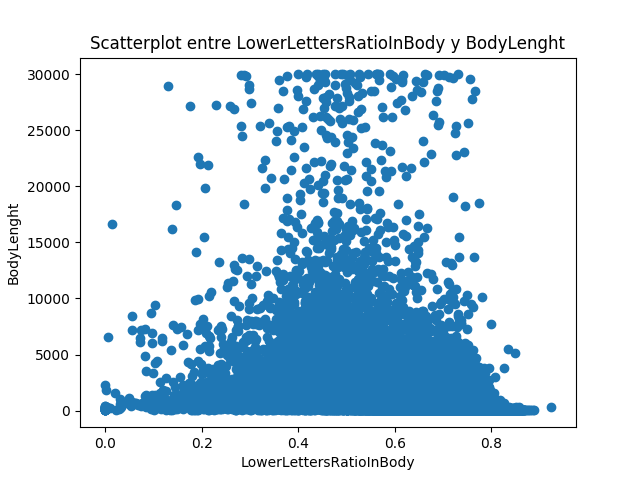 Scatterplot entre LowerLettersRatioInBody y BodyLenght
30000
25000
20000
15000
10000
5000
0
BodyLenght
0.0 0.2 0.4 0.6 0.8
LowerLettersRatioInBody